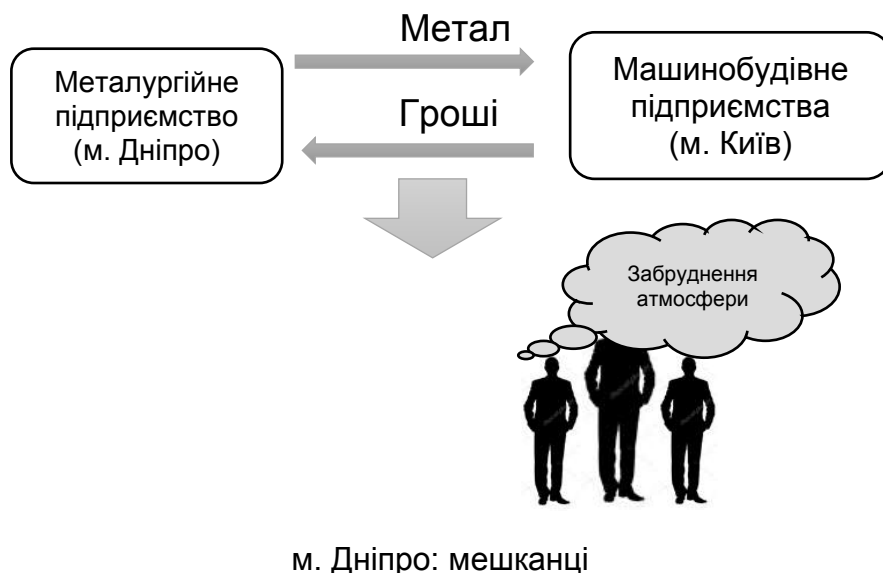 Метал
Металургійне
підприємство
(м. Дніпро)
Гроші
Машинобудівне
підприємства
(м. Київ)
Забруднення
атмосфери
м. Дніпро: мешканці